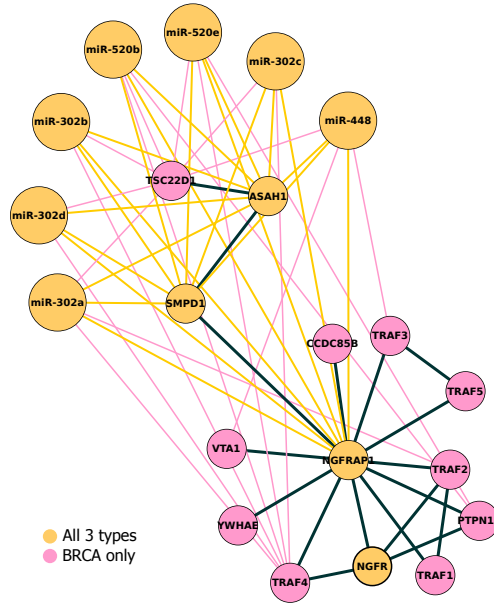 miR-520e
miR-520b
miR-302c
miR-448
miR-302b
TSC22D1
ASAH1
miR-302d
miR-302a
SMPD1
CCDC85B
TRAF3
TRAF5
VTA1
NGFRAP1
TRAF2
YWHAE
PTPN1
NGFR
TRAF1
TRAF4
All 3 types
BRCA only